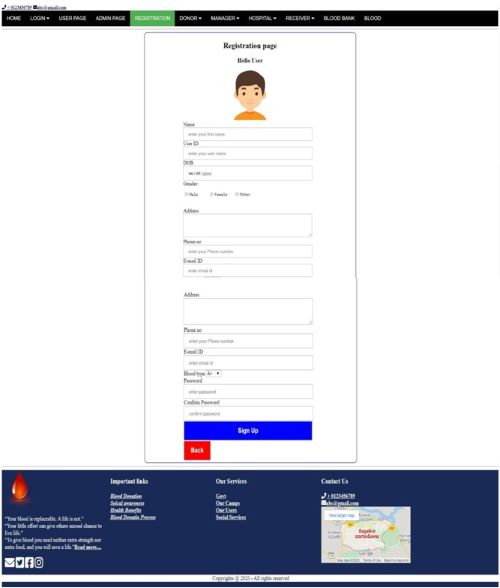 + 0123456789 abc@gmail.com
HOME LOGIN USER PAGE ADMIN PAGE REGISTRATION DONOR MANAGER HOSPITAL RECEIVER BLOOD BANK BLOOD
Registration page
Hello User
Name
enter your first name
User ID
enter your user name
DOB
mm/dd/yyyy
Gender
Male Female Other
Address
Phone no
enter your Phone number
E-mail ID
enter email id
Address
Phone no
enter your Phone number
E-mail ID
enter email id
Blood type A+
Password
enter password
Confirm Password
confirm password
Sign Up
Back
"Your blood is replaceable. A life is not."
"Your little effort can give others second chance to
live life."
"To give blood you need neither extra strength nor
extra food, and you will save a life."Read more....
Important links
Blood Donation
Social awareness
Health Benefits
Blood Donatio Process
Our Services
Govt
Our Camps
Our Users
Social Services
Contact Us
+ 0123456789
abc@gmail.com
View larger map
Bagalkot
Map data ©2021 Terms of Use Report a map error
Copyrights @ 2021 - All rights reserved